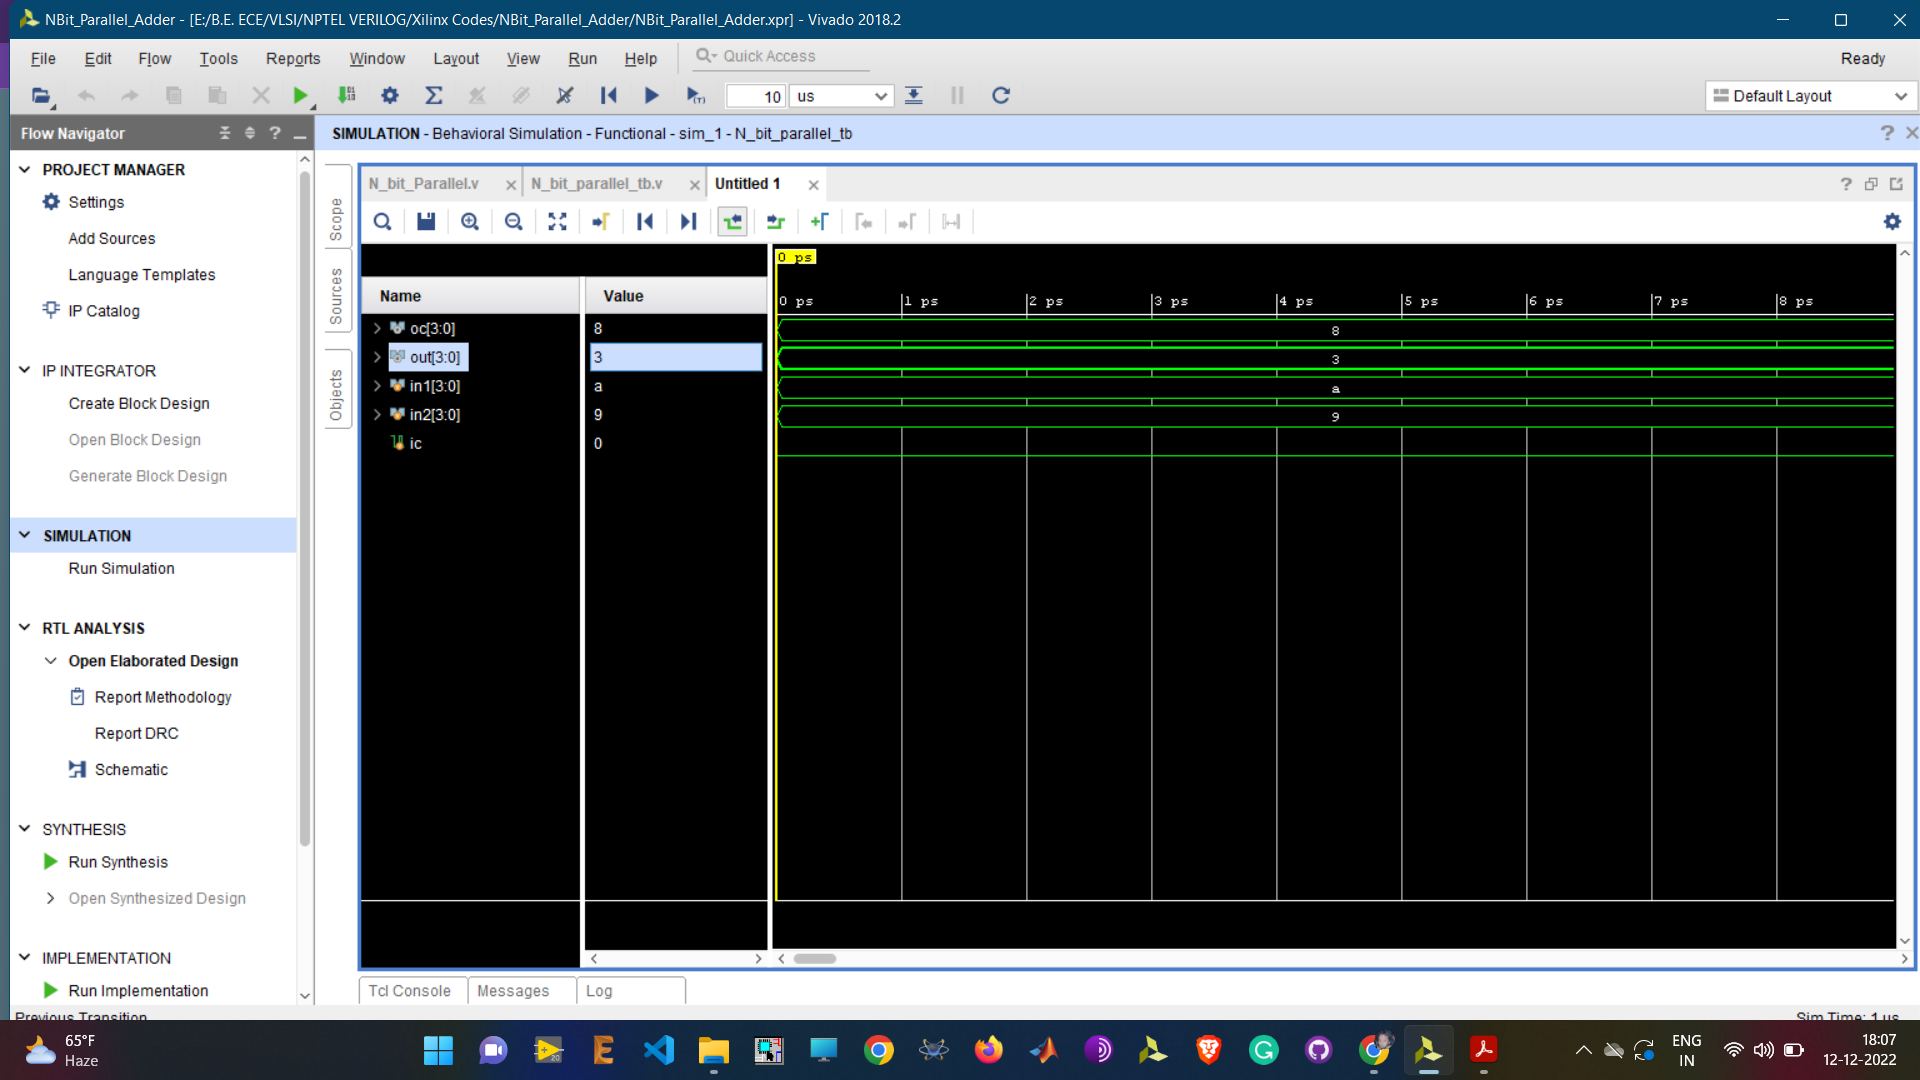 NBit_Parallel_Adder - [E:/B.E. ECE/VLSI/NPTEL VERILOG/Xilinx Codes/NBit_Parallel_Adder/NBit_Parallel_Adder.xpr] - Vivado 2018.2
File Edit Flow Tools Reports Window Layout View Run Help Quick Access Ready
10 us Default Layout
Flow Navigator
SIMULATION - Behavioral Simulation - Functional - sim_1 - N_bit_parallel_tb
PROJECT MANAGER
Settings
Add Sources
Language Templates
IP Catalog
IP INTEGRATOR
Create Block Design
Open Block Design
Generate Block Design
SIMULATION
Run Simulation
RTL ANALYSIS
Open Elaborated Design
Report Methodology
Report DRC
Schematic
SYNTHESIS
Run Synthesis
Open Synthesized Design
IMPLEMENTATION
Run Implementation
Previous Transition
Scope
Sources
Objects
N_bit_Parallel.v N_bit_parallel_tb.v Untitled 1
0 ps
Name Value
0 ps 1 ps 2 ps 3 ps 4 ps 5 ps 6 ps 7 ps 8 ps
oc[3:0] 8 8
out[3:0] 3 3
in1[3:0] a a
in2[3:0] 9 9
ic 0
Tcl Console Messages Log
Sim Time: 1 us
65°F
Haze
ENG
IN
18:07
12-12-2022